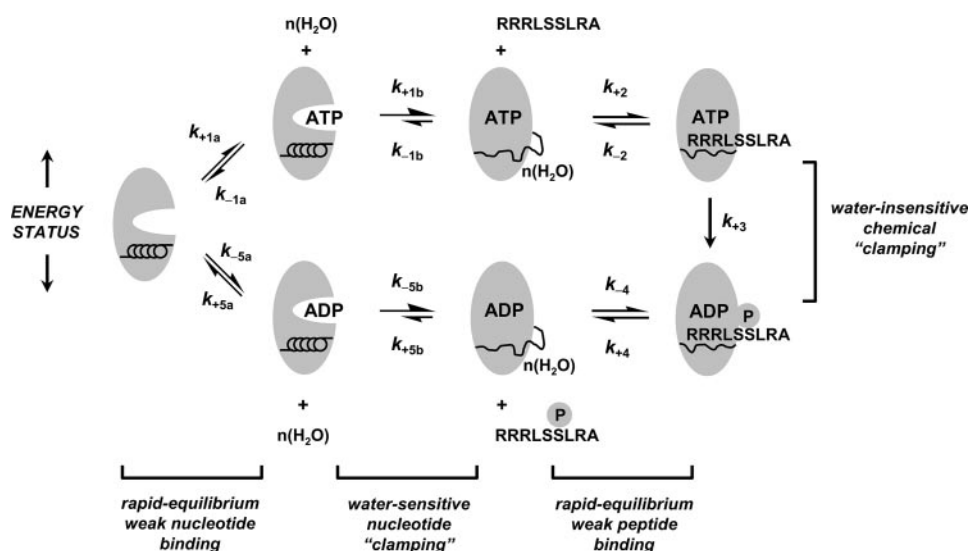 n(H₂O)
+
RRRLSSLRA
+
ATP
k+1b
k–1b
ATP
n(H₂O)
k+2
k–2
ATP
RRRLSSLRA
k+1a
k–1a
ENERGY
STATUS
k+3
water-insensitive
chemical
“clamping”
k–5a
k+5a
ADP
k–5b
k+5b
ADP
n(H₂O)
k–4
k+4
ADP
P
RRRLSSLRA
+
n(H₂O)
+
P
RRRLSSLRA
rapid-equilibrium
weak nucleotide
binding
water-sensitive
nucleotide
“clamping”
rapid-equilibrium
weak peptide
binding